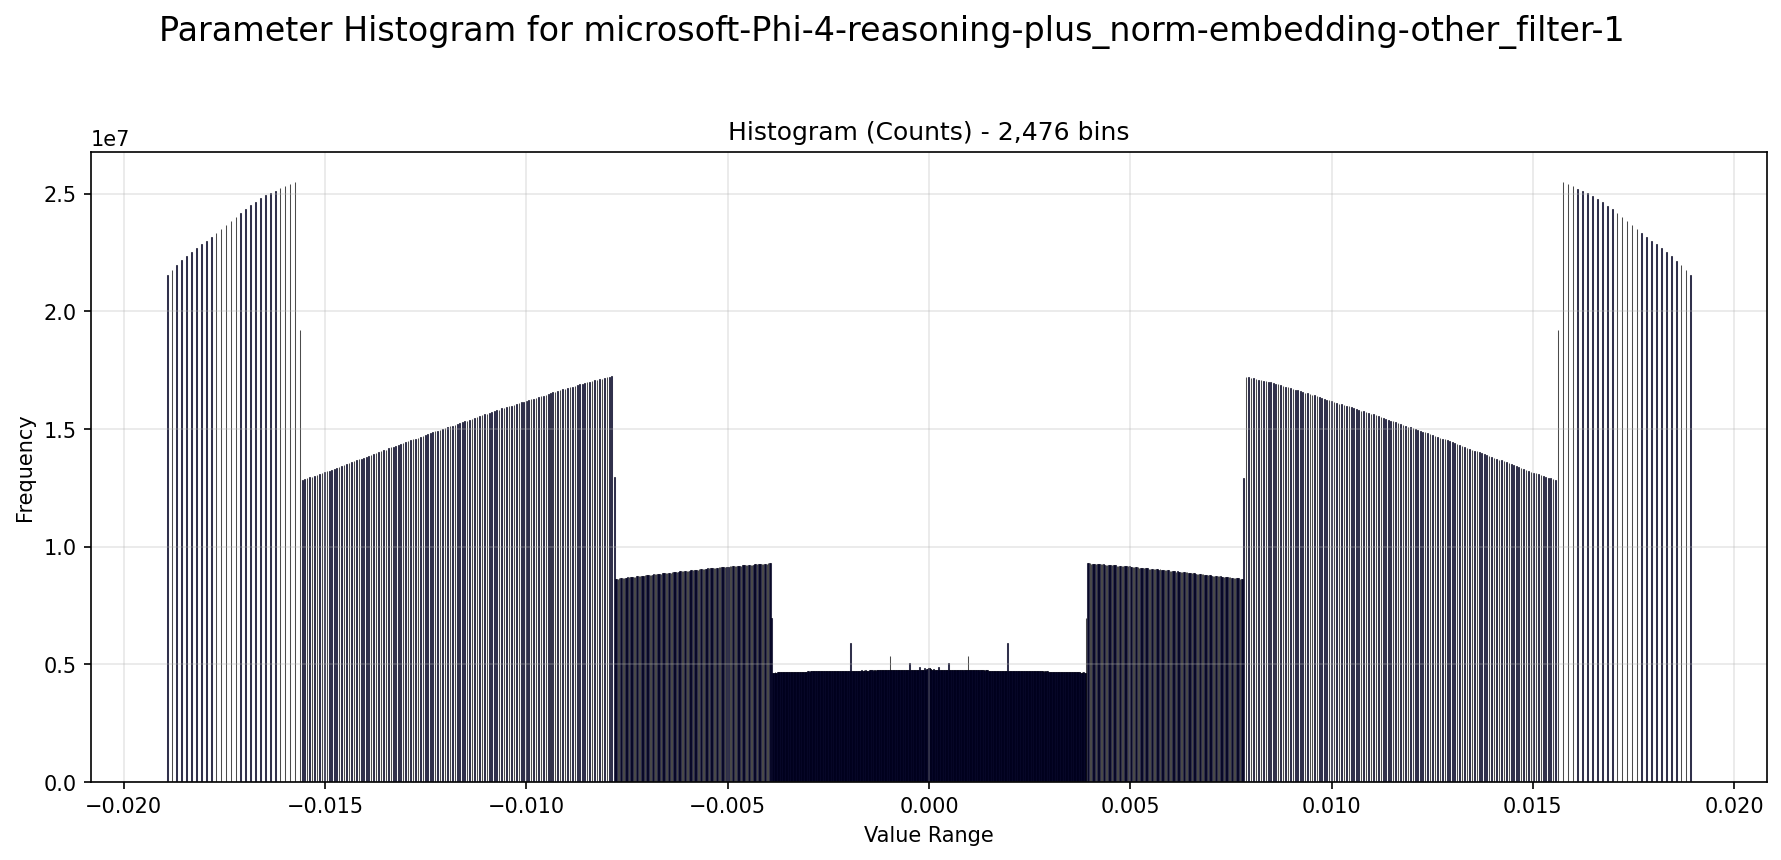 Parameter Histogram for microsoft-Phi-4-reasoning-plus_norm-embedding-other_filter-1
Histogram (Counts) - 2,476 bins
1e7
2.5
2.0
1.5
1.0
0.5
0.0
Frequency
−0.020 −0.015 −0.010 −0.005 0.000 0.005 0.010 0.015 0.020
Value Range